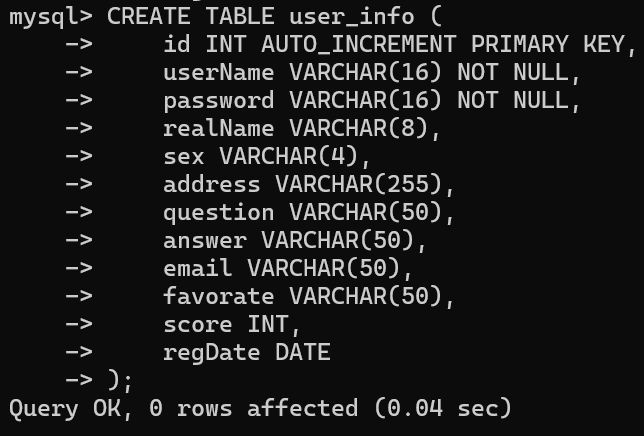 mysql> CREATE TABLE user_info (
    ->     id INT AUTO_INCREMENT PRIMARY KEY,
    ->     userName VARCHAR(16) NOT NULL,
    ->     password VARCHAR(16) NOT NULL,
    ->     realName VARCHAR(8),
    ->     sex VARCHAR(4),
    ->     address VARCHAR(255),
    ->     question VARCHAR(50),
    ->     answer VARCHAR(50),
    ->     email VARCHAR(50),
    ->     favorate VARCHAR(50),
    ->     score INT,
    ->     regDate DATE
    -> );
Query OK, 0 rows affected (0.04 sec)